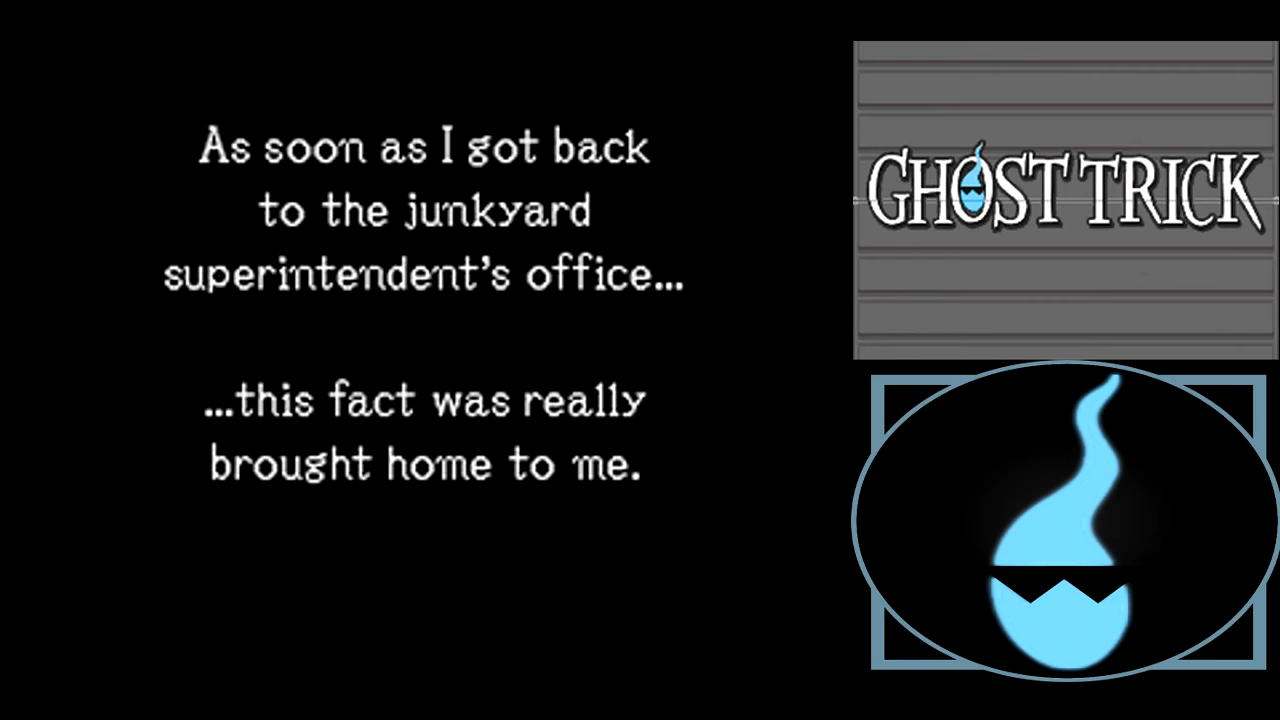 As soon as I got back
to the junkyard
superintendent’s office...
...this fact was really
brought home to me.
GHOST TRICK